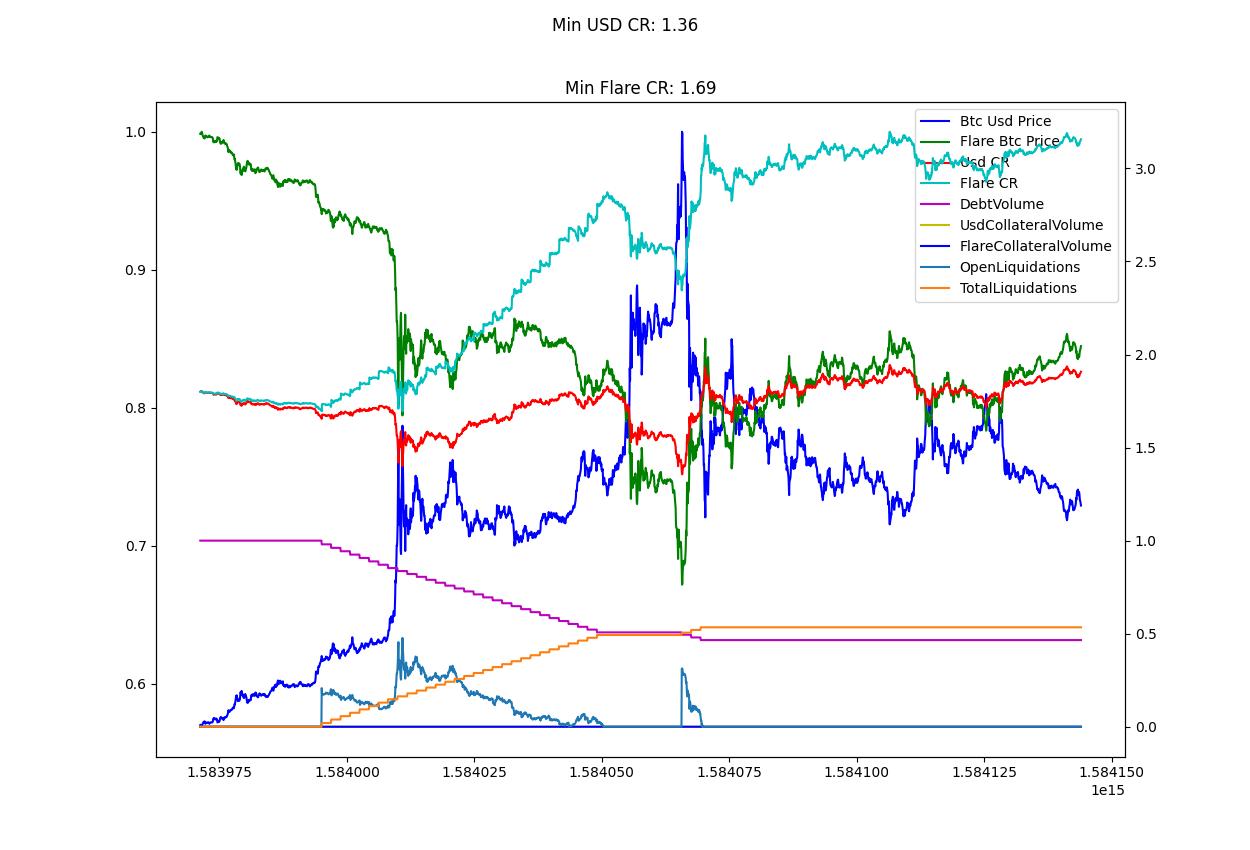 Min USD CR: 1.36
Min Flare CR: 1.69
Btc Usd Price
Flare Btc Price
Usd CR
Flare CR
DebtVolume
UsdCollateralVolume
FlareCollateralVolume
OpenLiquidations
TotalLiquidations
1.0
0.9
0.8
0.7
0.6
3.0
2.5
2.0
1.5
1.0
0.5
0.0
1.583975 1.584000 1.584025 1.584050 1.584075 1.584100 1.584125 1.584150
1e15